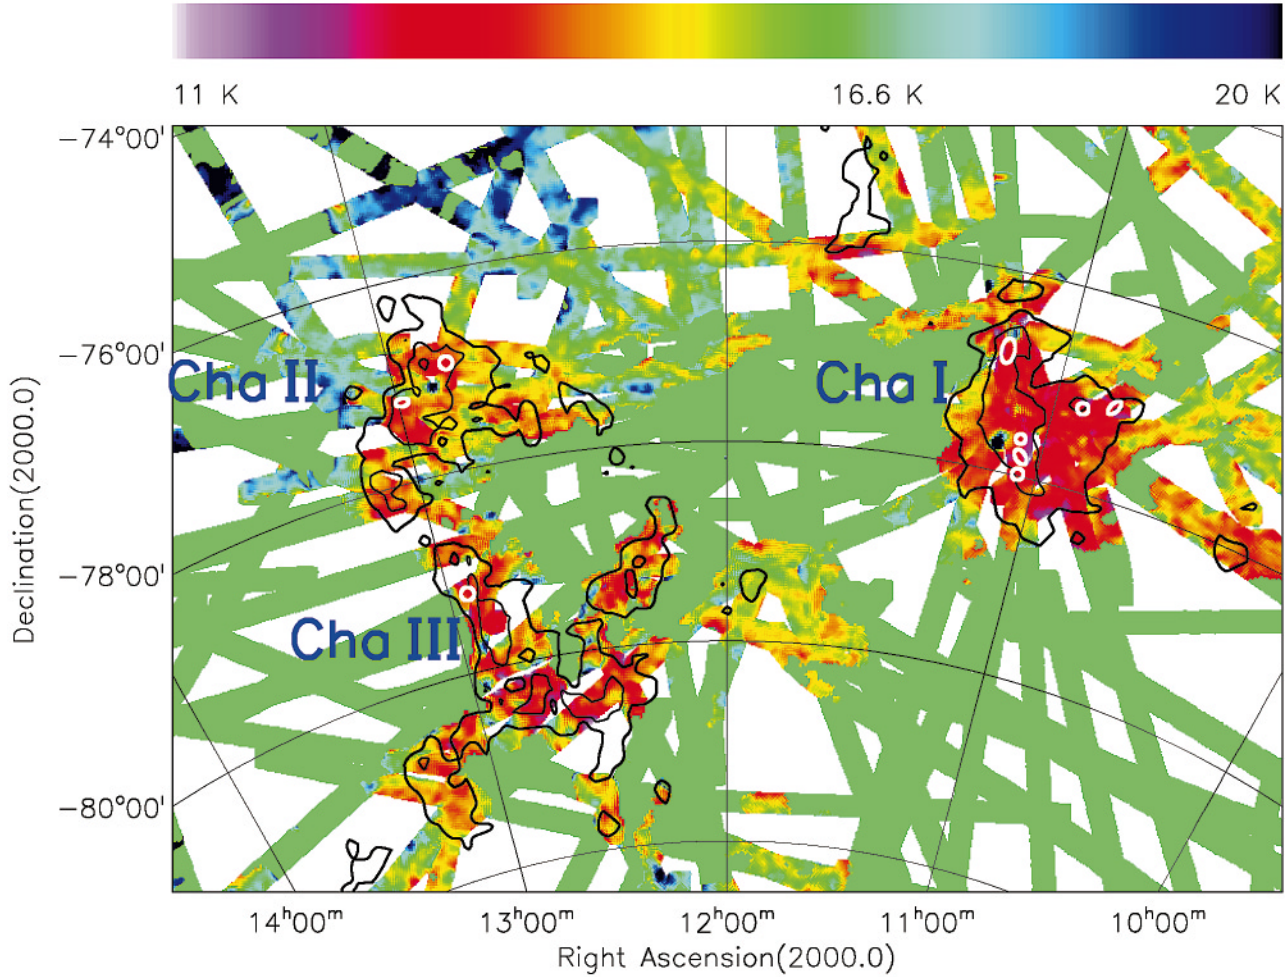 11 K 16.6 K 20 K
−74°00'
−76°00'
Cha II
Cha I
−78°00'
Cha III
−80°00'
Declination(2000.0)
14h00m 13h00m 12h00m 11h00m 10h00m
Right Ascension(2000.0)